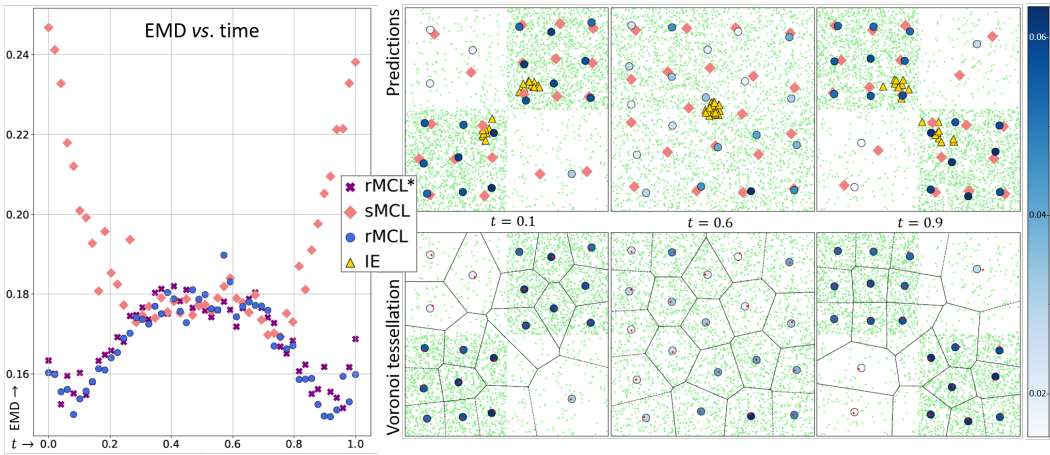 EMD vs. time
0.24
0.22
0.20
0.18
0.16
EMD →
t → 0.0 0.2 0.4 0.6 0.8 1.0
rMCL*
sMCL
rMCL
IE
Predictions
t = 0.1 t = 0.6 t = 0.9
Voronoi tessellation
0.06
0.04
0.02